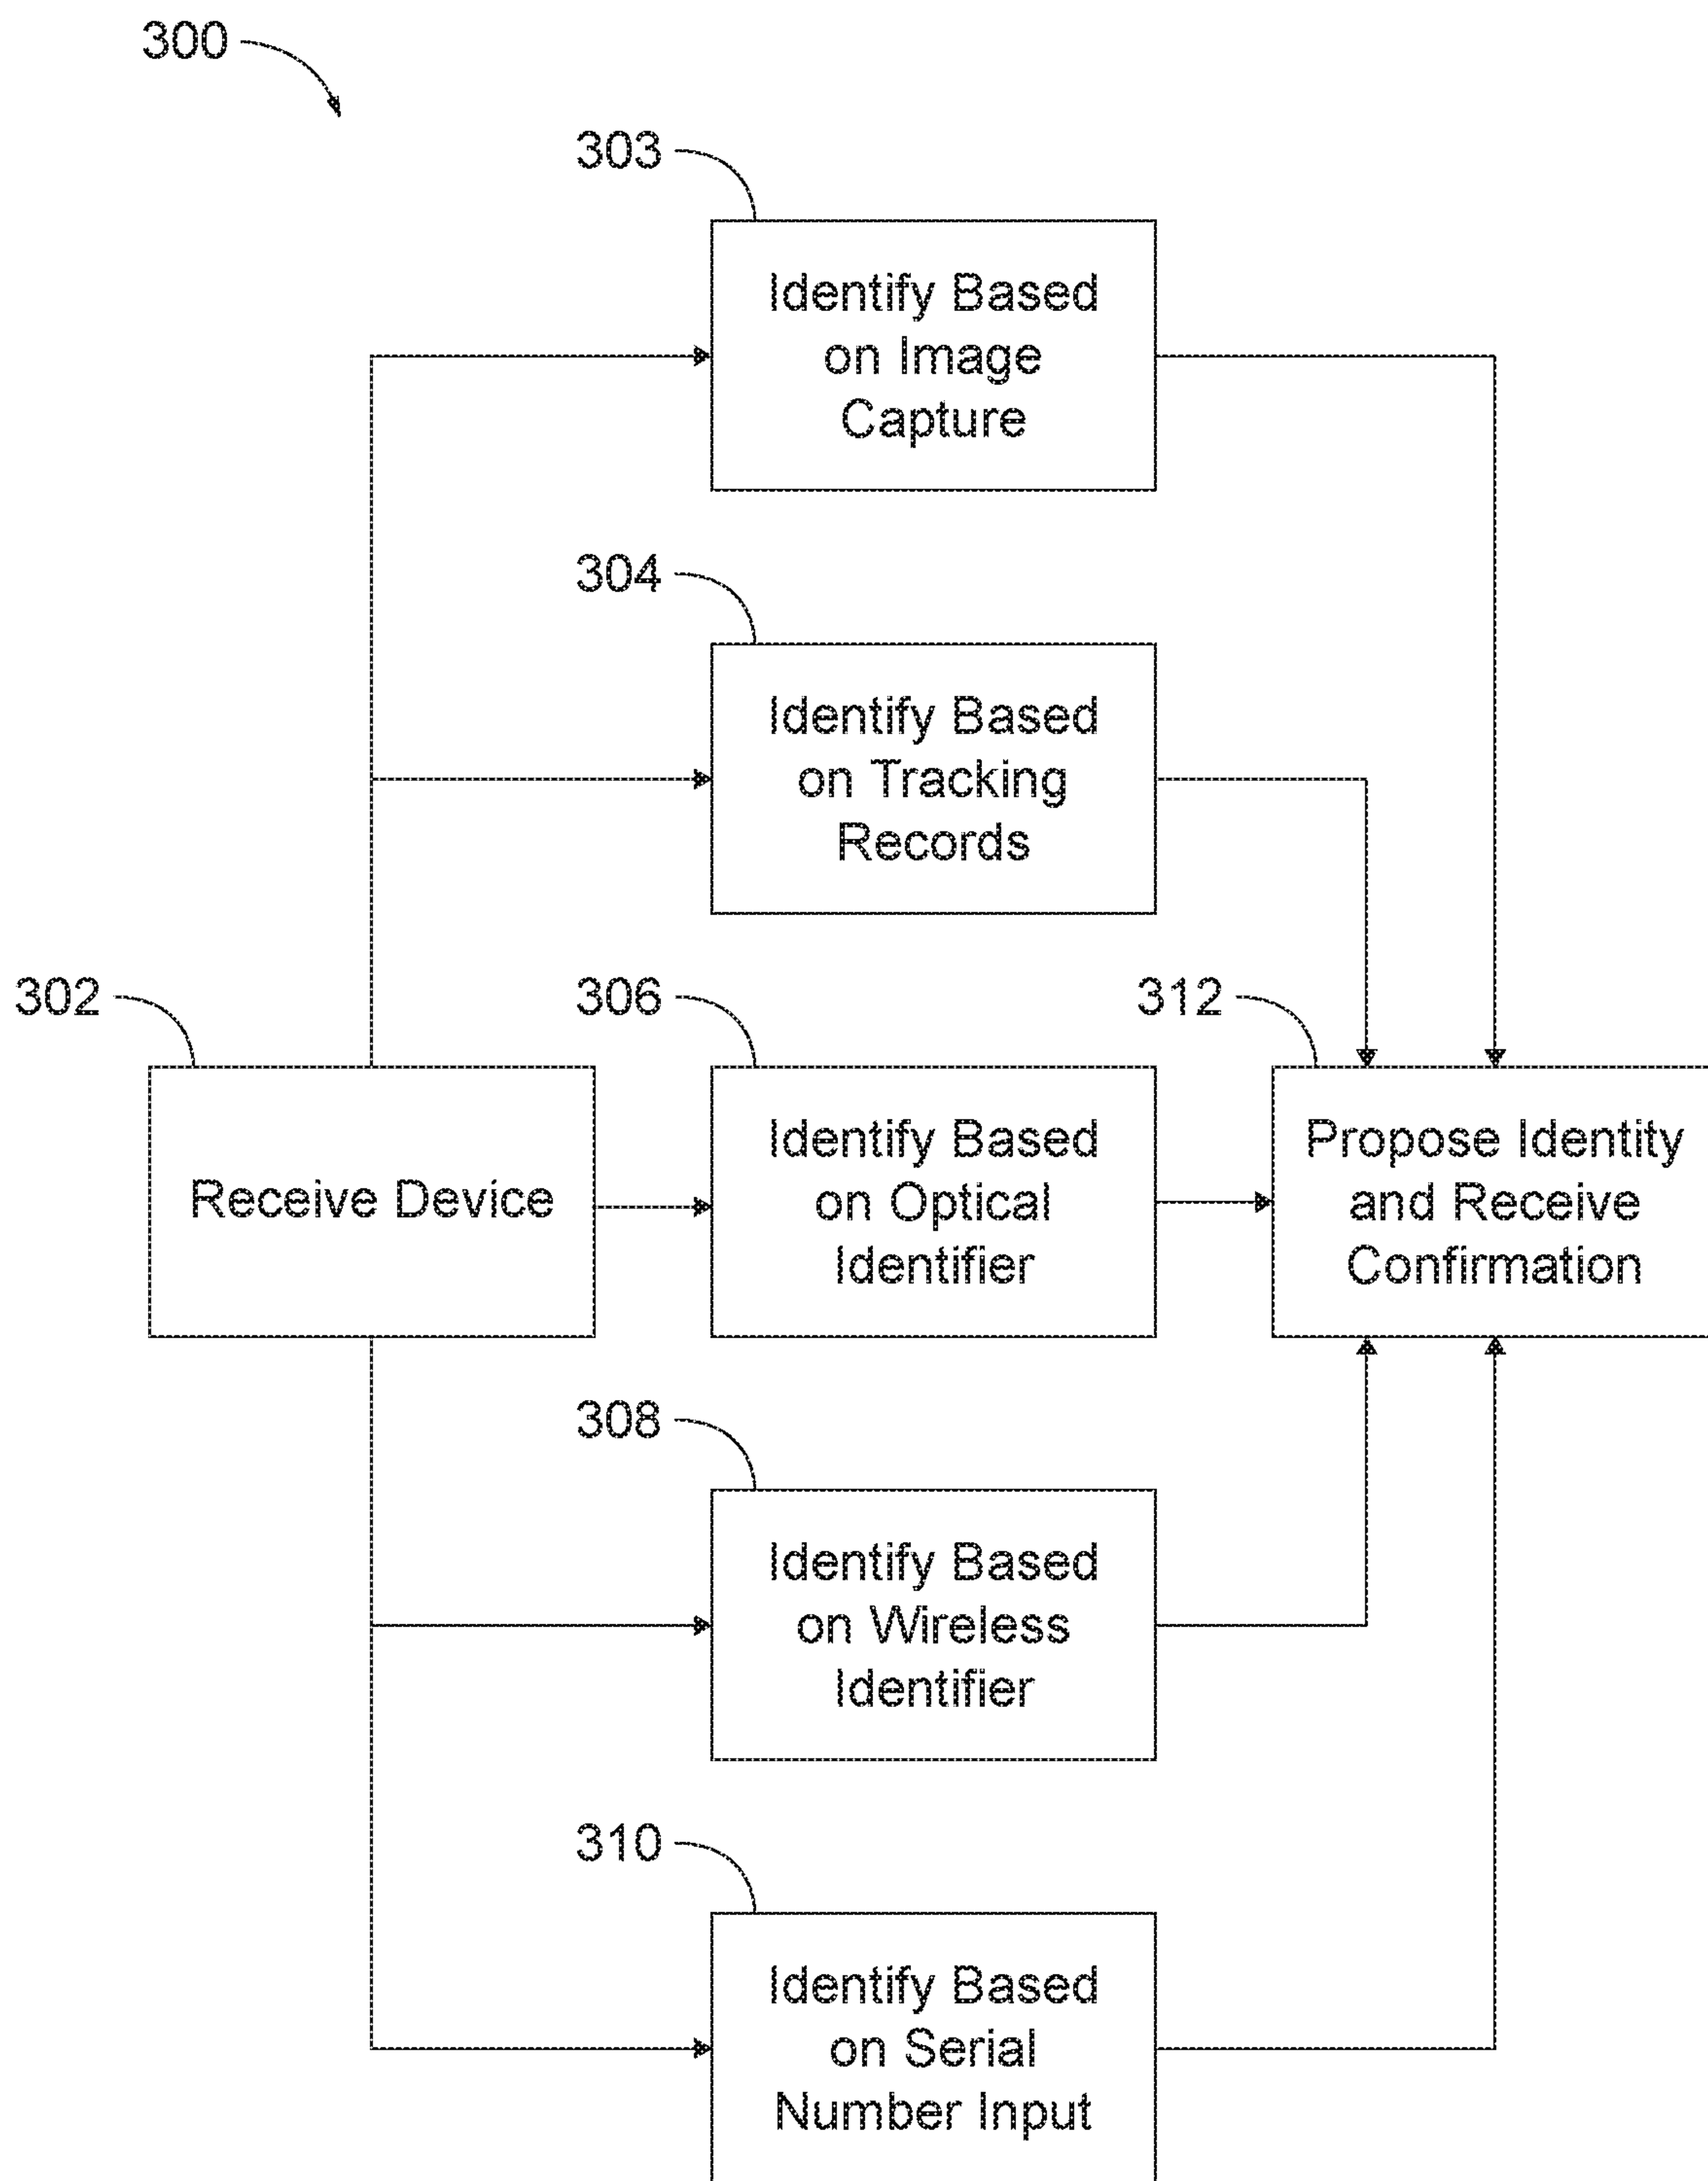 300
303
Identify Based
on Image
Capture
304
Identify Based
on Tracking
Records
302
Receive Device
306
Identify Based
on Optical
Identifier
312
Propose Identity
and Receive
Confirmation
308
Identify Based
on Wireless
Identifier
310
Identify Based
on Serial
Number Input